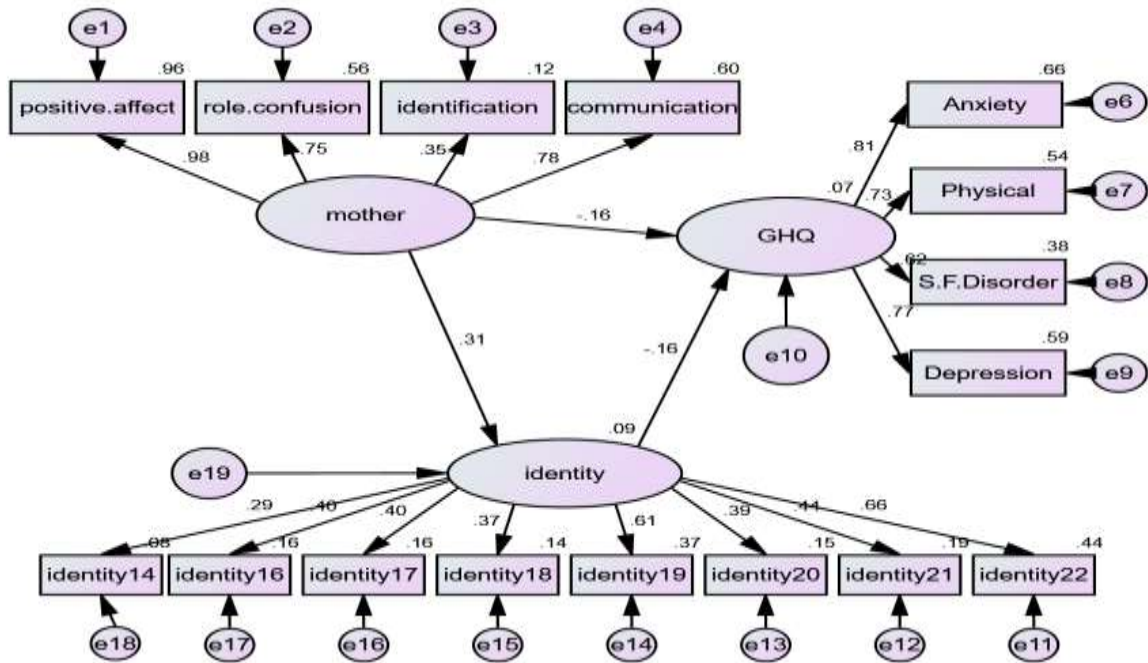 e1 e2 e3 e4
.96 .56 .12 .60
positive.affect role.confusion identification communication
.66
Anxiety e6
.98 .75 .35 .78
.81
.54
.07 .73
Physical e7
mother
-.16
GHQ
.38
.62
S.F.Disorder e8
.77
.31
-.16
e10
.59
Depression e9
.09
e19
identity
.29 .40 .40 .37 .61 .39 .44 .66
.08 .16 .16 .14 .37 .15 .19 .44
identity14 identity16 identity17 identity18 identity19 identity20 identity21 identity22
e18 e17 e16 e15 e14 e13 e12 e11